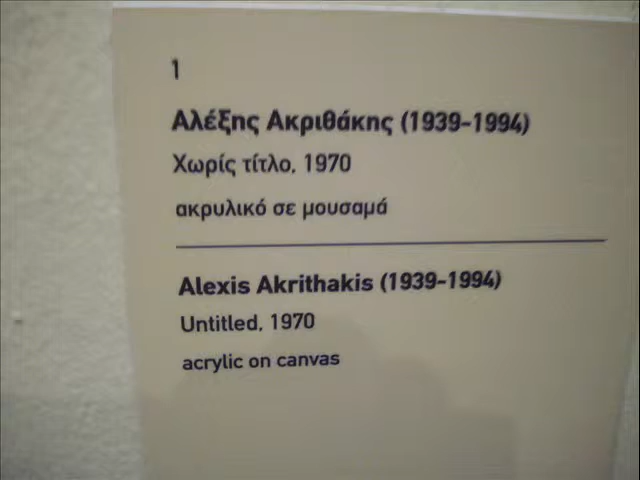 1
Αλέξης Ακριθάκης (1939-1994)
Χωρίς τίτλο, 1970
ακρυλικό σε μουσαμά
Alexis Akrithakis (1939-1994)
Untitled, 1970
acrylic on canvas